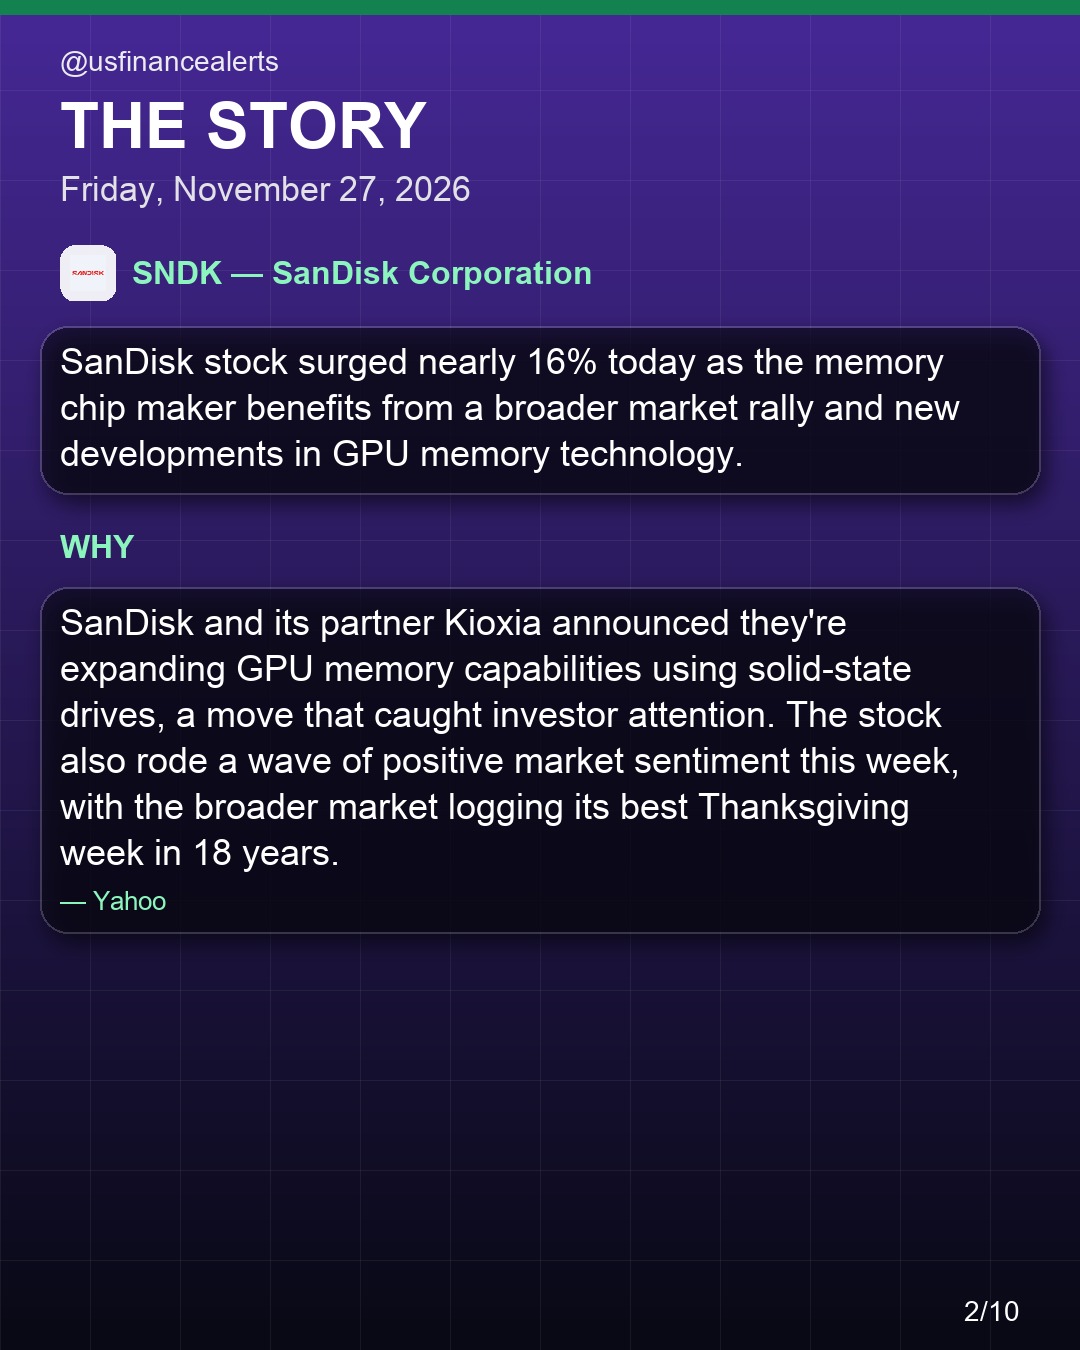 @usfinancealerts
THE STORY
Friday, November 27, 2026
SANDISK
SNDK — SanDisk Corporation
SanDisk stock surged nearly 16% today as the memory
chip maker benefits from a broader market rally and new
developments in GPU memory technology.
WHY
SanDisk and its partner Kioxia announced they're
expanding GPU memory capabilities using solid-state
drives, a move that caught investor attention. The stock
also rode a wave of positive market sentiment this week,
with the broader market logging its best Thanksgiving
week in 18 years.
— Yahoo
2/10